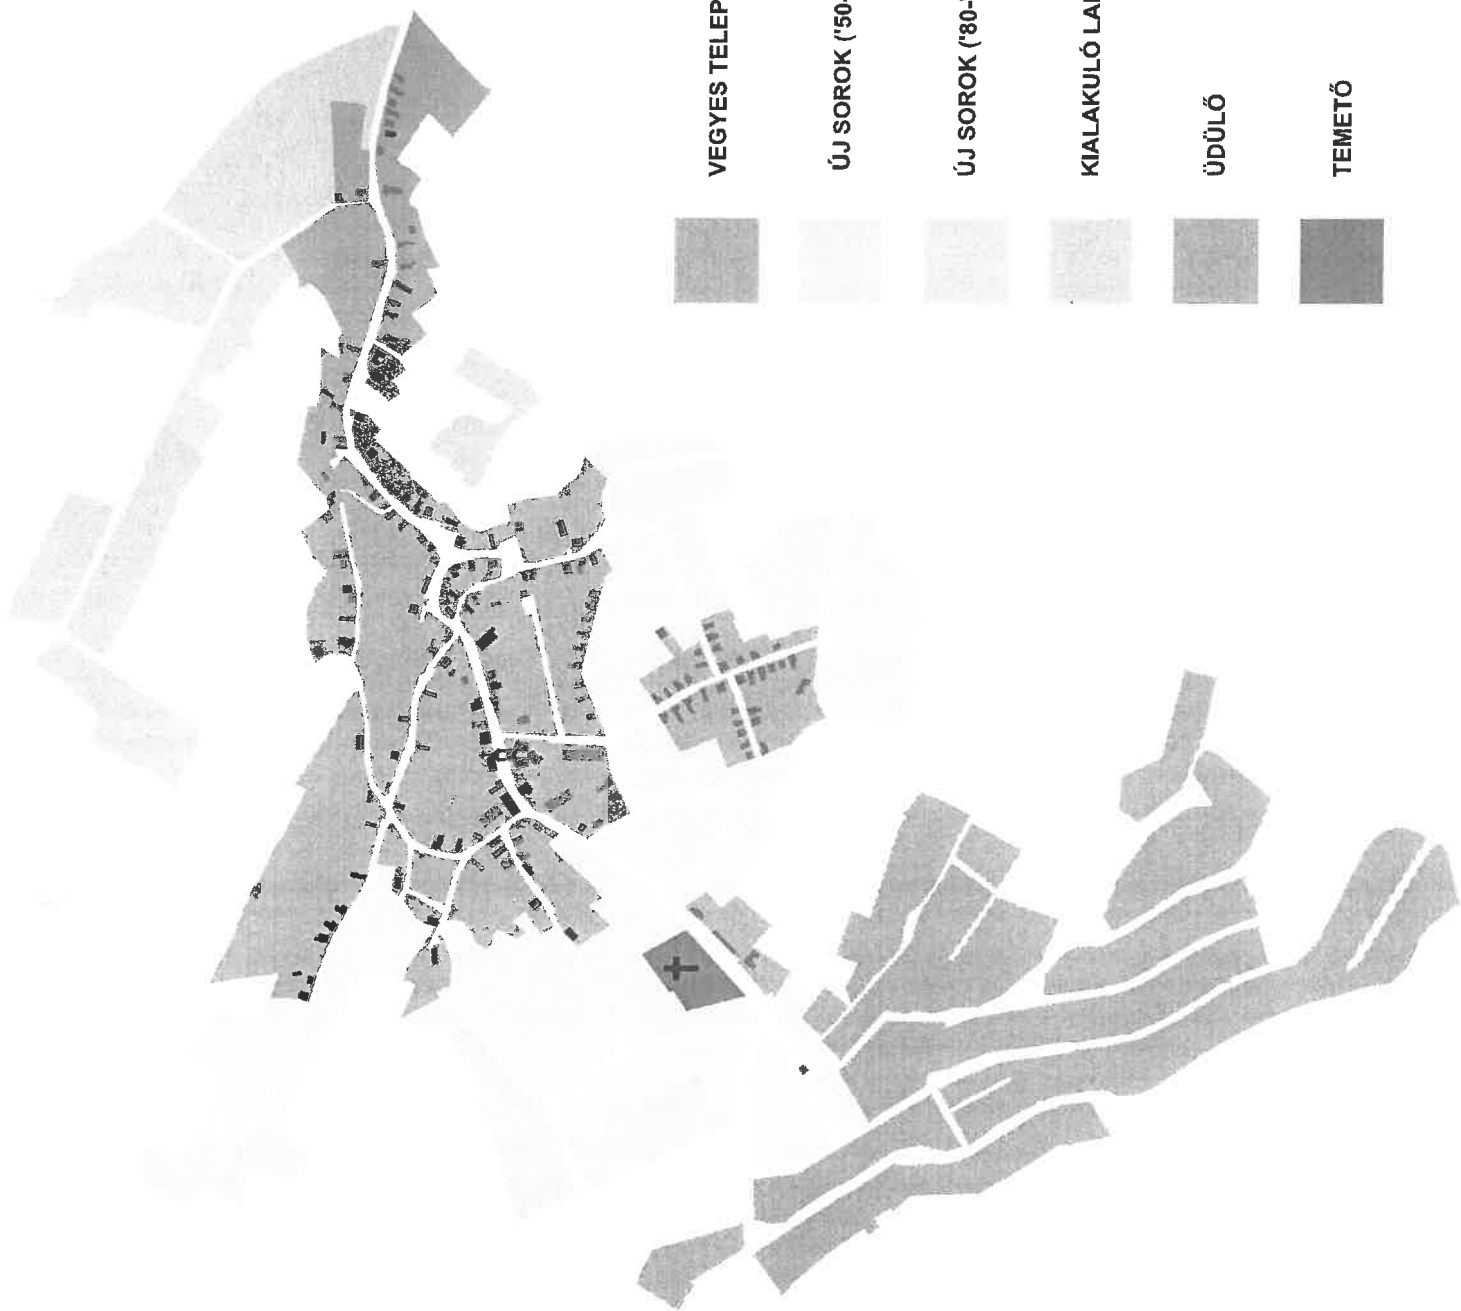 VEGYES TELEP
ÚJ SOROK ('50-
ÚJ SOROK ('80-
KIALAKULÓ LA
ÜDÜLŐ
TEMETŐ